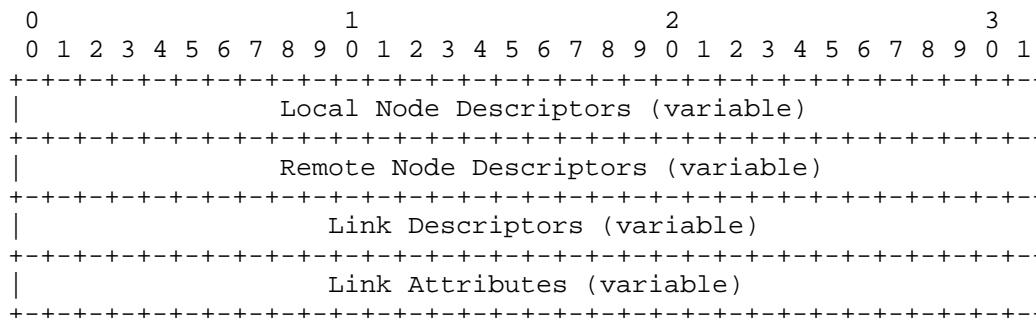 0                   1                   2                   3
 0 1 2 3 4 5 6 7 8 9 0 1 2 3 4 5 6 7 8 9 0 1 2 3 4 5 6 7 8 9 0 1
+-+-+-+-+-+-+-+-+-+-+-+-+-+-+-+-+-+-+-+-+-+-+-+-+-+-+-+-+-+-+-+-
|               Local Node Descriptors (variable)
+-+-+-+-+-+-+-+-+-+-+-+-+-+-+-+-+-+-+-+-+-+-+-+-+-+-+-+-+-+-+-+-
|               Remote Node Descriptors (variable)
+-+-+-+-+-+-+-+-+-+-+-+-+-+-+-+-+-+-+-+-+-+-+-+-+-+-+-+-+-+-+-+-
|                  Link Descriptors (variable)
+-+-+-+-+-+-+-+-+-+-+-+-+-+-+-+-+-+-+-+-+-+-+-+-+-+-+-+-+-+-+-+-
|                  Link Attributes (variable)
+-+-+-+-+-+-+-+-+-+-+-+-+-+-+-+-+-+-+-+-+-+-+-+-+-+-+-+-+-+-+-+-